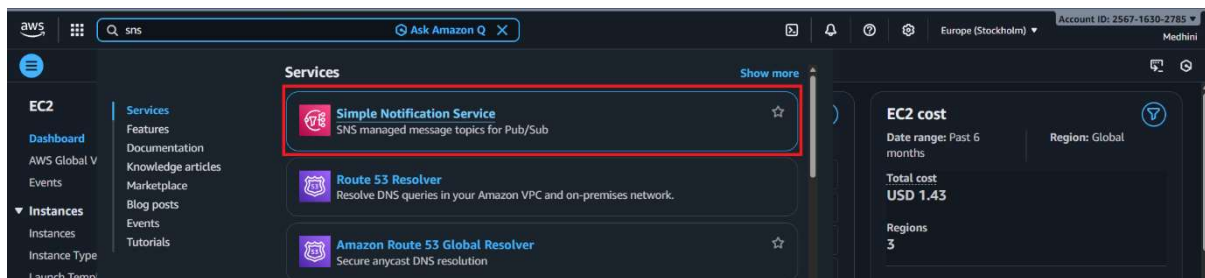 aws
sns
Ask Amazon Q
Europe (Stockholm)
Account ID: 2567-1630-2785
Medhini
EC2
Dashboard
AWS Global V
Events
Instances
Instances
Instance Type
Launch Templ
Services
Features
Documentation
Knowledge articles
Marketplace
Blog posts
Events
Tutorials
Services
Show more
Simple Notification Service
SNS managed message topics for Pub/Sub
Route 53 Resolver
Resolve DNS queries in your Amazon VPC and on-premises network.
Amazon Route 53 Global Resolver
Secure anycast DNS resolution
EC2 cost
Date range: Past 6
months
Region: Global
Total cost
USD 1.43
Regions
3